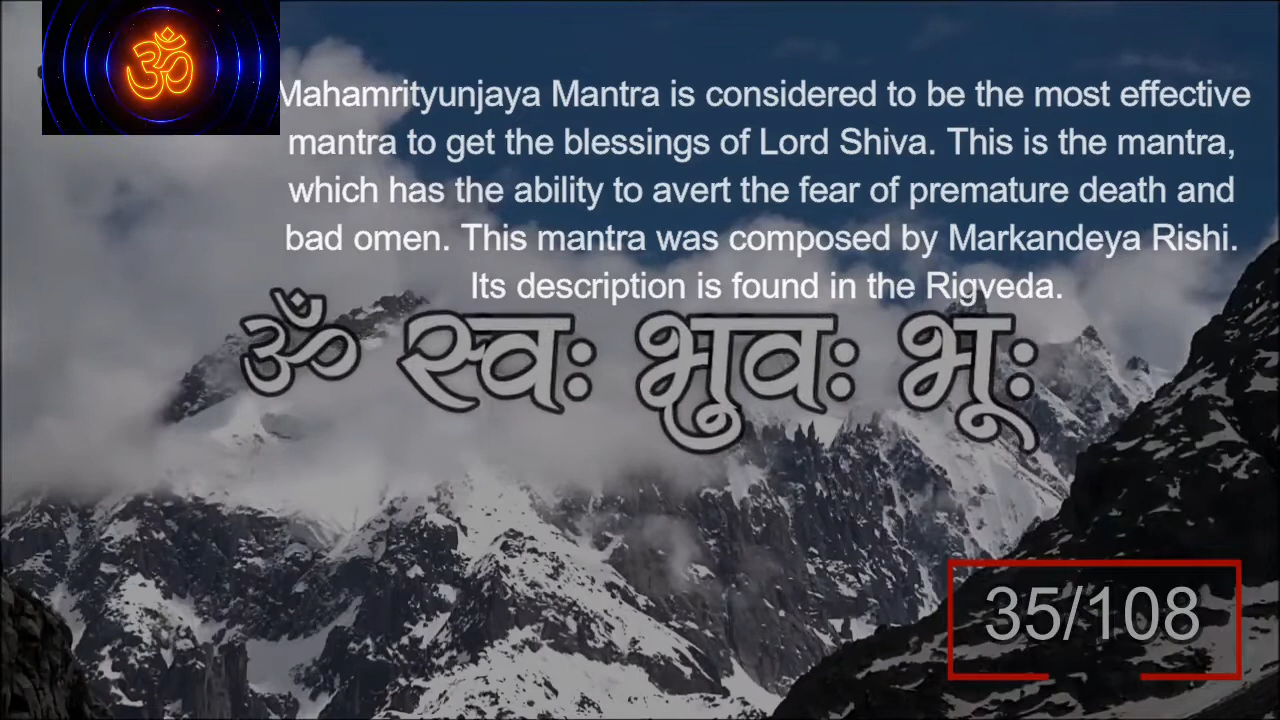 ॐ
Mahamrityunjaya Mantra is considered to be the most effective
mantra to get the blessings of Lord Shiva. This is the mantra,
which has the ability to avert the fear of premature death and
bad omen. This mantra was composed by Markandeya Rishi.
Its description is found in the Rigveda.
ॐ स्वः भुवः भूः
35/108